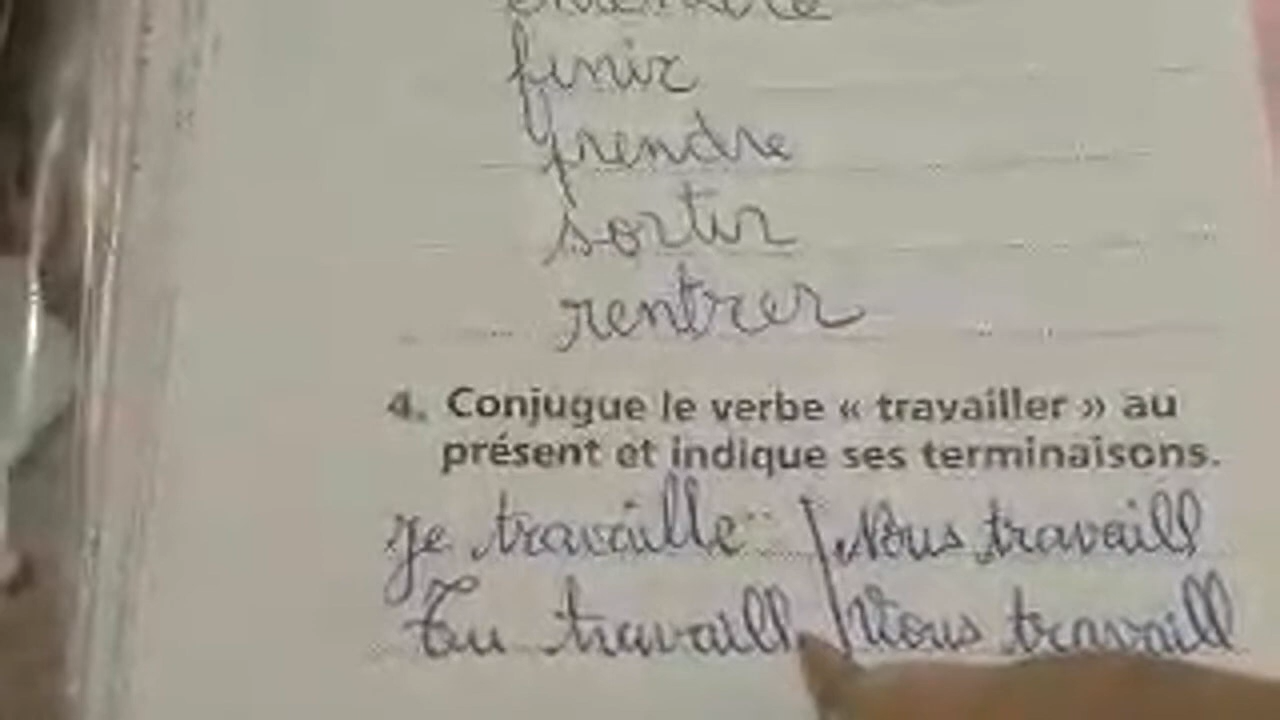 finir
prendre
sortir
rentrer
4. Conjugue le verbe « travailler » au
présent et indique ses terminaisons.
Je travaille Nous travaill
Tu travaill Vous travaill